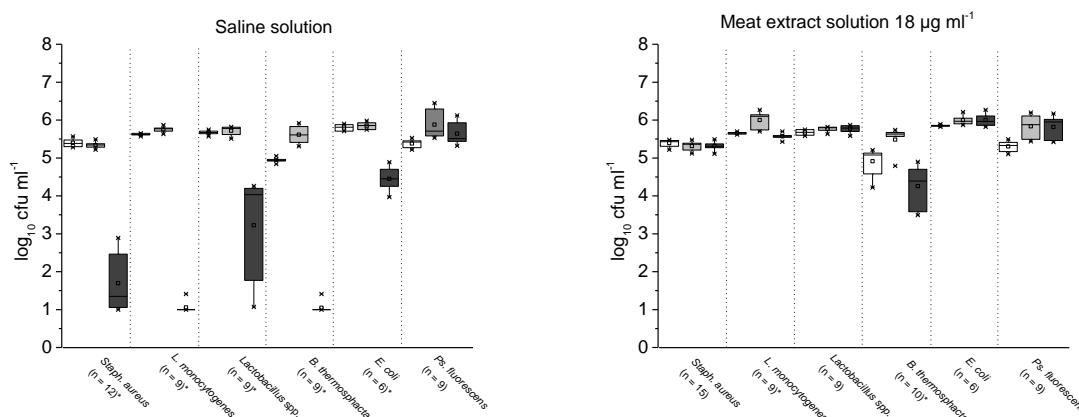 Saline solution
log10 cfu ml-1
8
7
6
5
4
3
2
1
0
Staph. aureus
(n = 12)*
L. monocytogenes
(n = 9)*
Lactobacillus spp.
(n = 9)*
B. thermosphacta
(n = 9)*
E. coli
(n = 6)*
Ps. fluorescens
(n = 9)
Meat extract solution 18 µg ml-1
log10 cfu ml-1
8
7
6
5
4
3
2
1
0
Staph. aureus
(n = 15)
L. monocytogenes
(n = 9)*
Lactobacillus spp.
(n = 9)
B. thermosphacta
(n = 10)*
E. coli
(n = 6)
Ps. fluorescens
(n = 9)